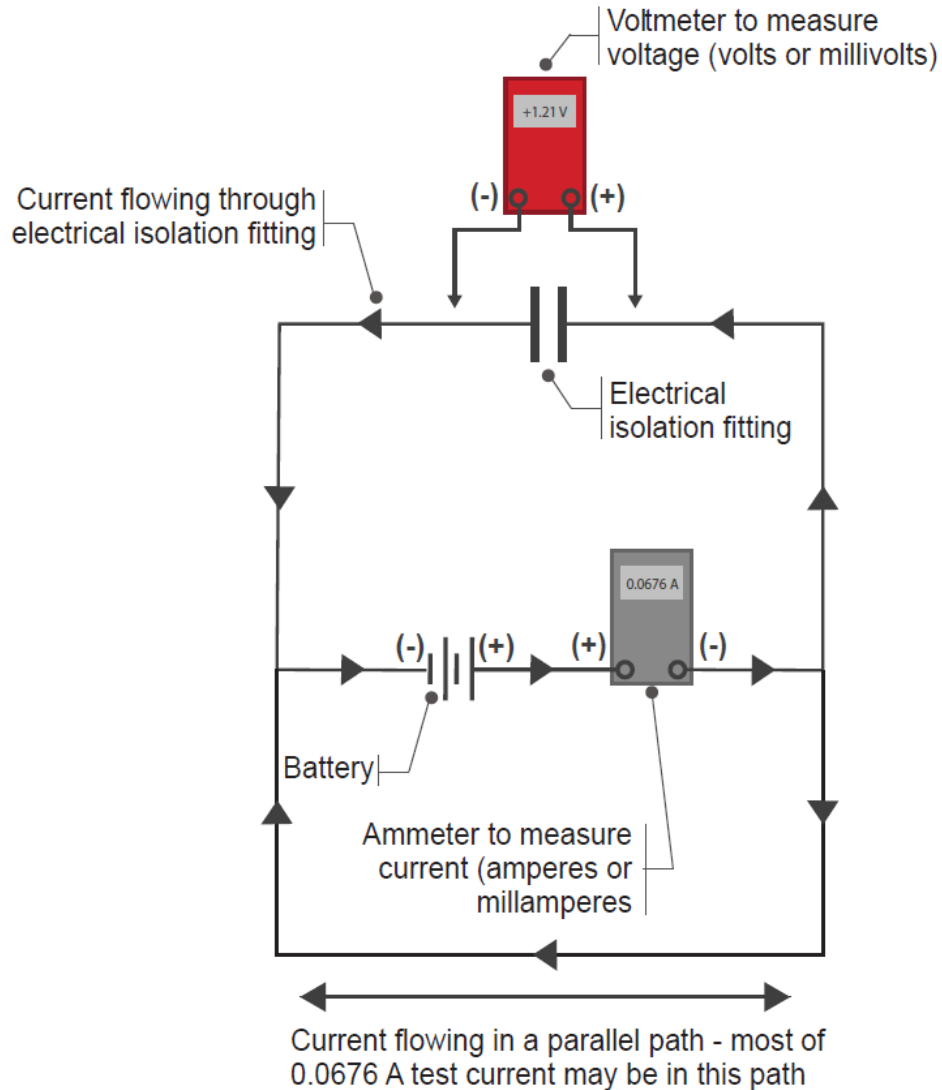 Voltmeter to measure
voltage (volts or millivolts)
+1.21 V
(-)
(+)
Current flowing through
electrical isolation fitting
Electrical
isolation fitting
0.0676 A
(-)
(+)
(+)
(-)
Battery
Ammeter to measure
current (amperes or
millamperes
Current flowing in a parallel path - most of
0.0676 A test current may be in this path